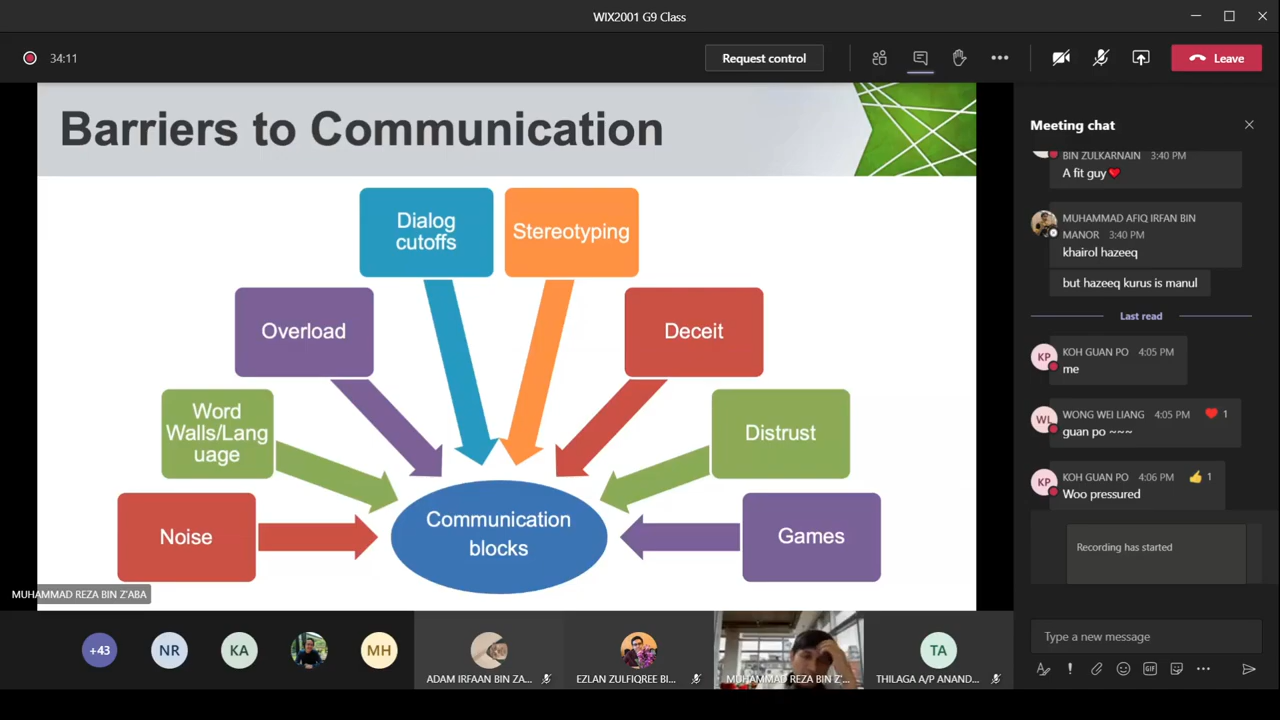 WIX2001 G9 Class
34:11
Request control
Leave
Barriers to Communication
Dialog
cutoffs
Stereotyping
Overload
Deceit
Word
Walls/Lang
uage
Distrust
Noise
Communication
blocks
Games
MUHAMMAD REZA BIN Z'ABA
+43
NR
KA
MH
ADAM IRFAAN BIN ZA...
EZLAN ZULFIQREE BI...
MUHAMMAD REZA BIN Z'...
TA
THILAGA A/P ANAND...
Meeting chat
BIN ZULKARNAIN 3:40 PM
A fit guy❤️
MUHAMMAD AFIQ IRFAN BIN
MANOR 3:40 PM
khairol hazeeq
but hazeeq kurus is manul
Last read
KP
KOH GUAN PO 4:05 PM
me
WL
WONG WEI LIANG 4:05 PM ❤️ 1
guan po ~~~
KP
KOH GUAN PO 4:06 PM 👍 1
Woo pressured
Recording has started
Type a new message
GIF